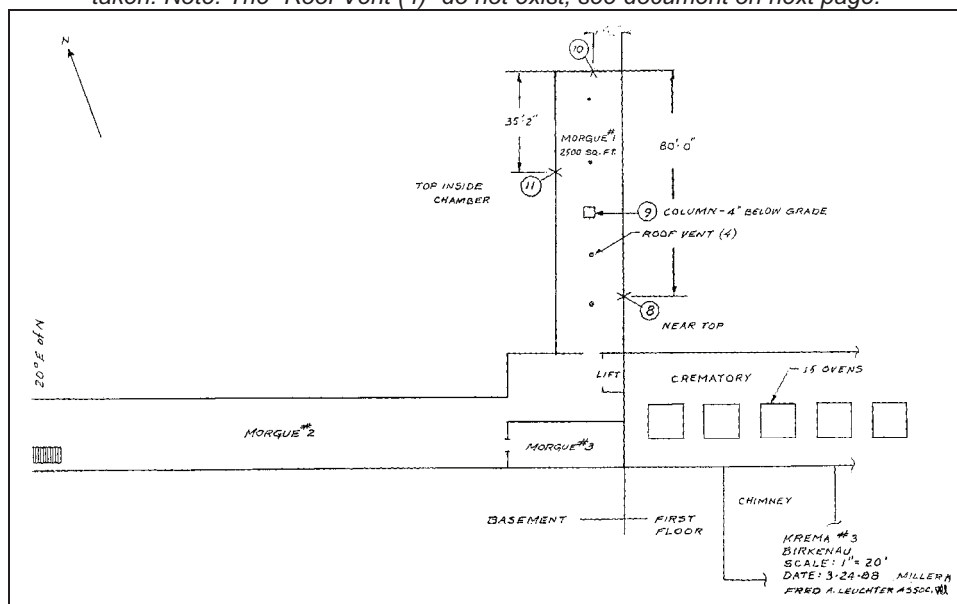 taken. Note: The "Roof Vent (4)" do not exist, see document on next page.
N
10
35'2"
MORGUE #1
2500 SQ. FT.
80'-0"
11
TOP INSIDE
CHAMBER
9 COLUMN-4" BELOW GRADE
ROOF VENT (4)
8
NEAR TOP
20° E of N
LIFT
CREMATORY
15 OVENS
MORGUE #2
MORGUE #3
CHIMNEY
BASEMENT
FIRST
FLOOR
KREMA #3
BIRKENAU
SCALE: 1" = 20'
DATE: 3-24-88 MILLER
FRED A. LEUCHTER ASSOC.